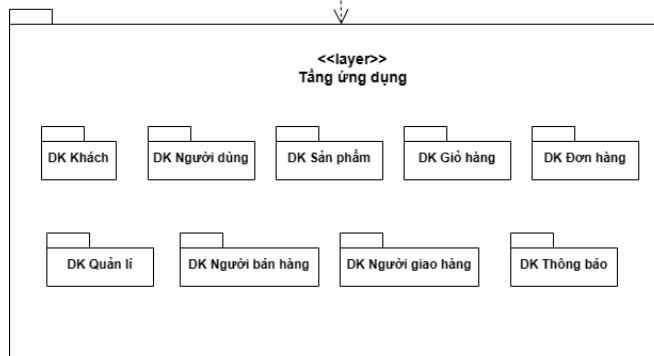 <<layer>>
Tầng ứng dụng
DK Khách
DK Người dùng
DK Sản phẩm
DK Giỏ hàng
DK Đơn hàng
DK Quản lí
DK Người bán hàng
DK Người giao hàng
DK Thông báo